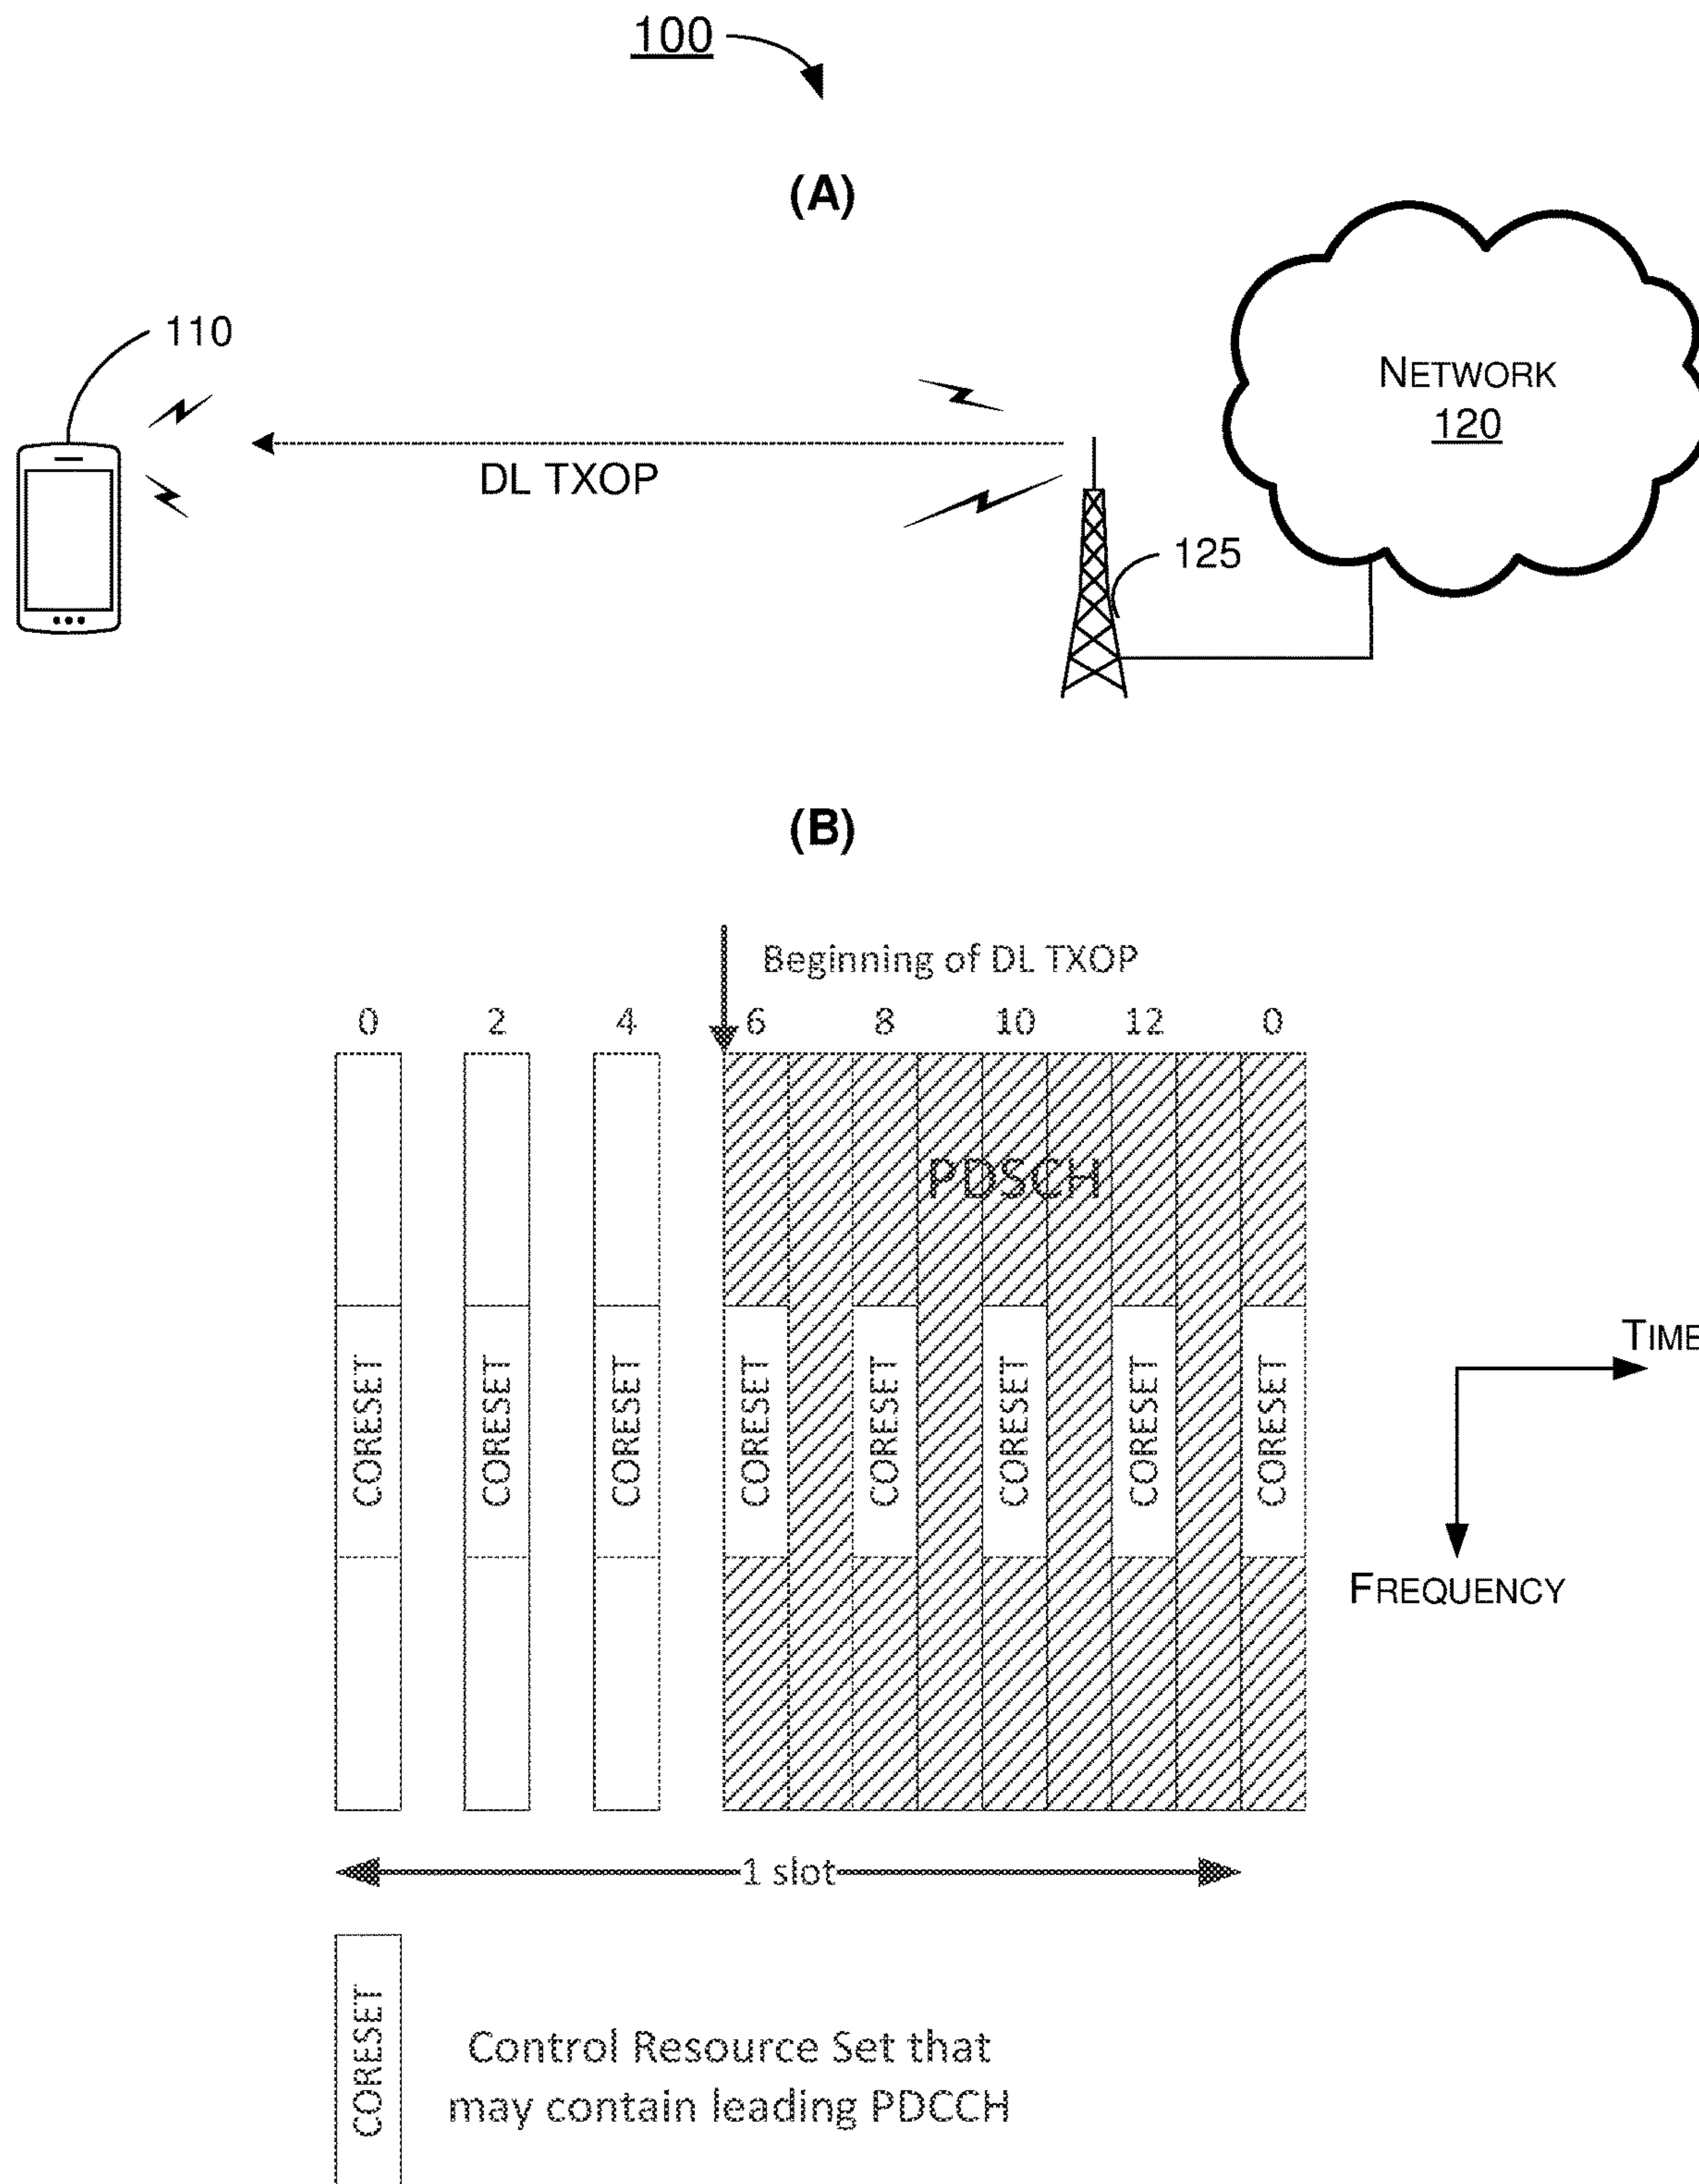 100
(A)
110
NETWORK
120
DL TXOP
125
(B)
Beginning of DL TXOP
0 2 4 6 8 10 12 0
PDSCH
CORESET CORESET CORESET CORESET CORESET CORESET CORESET CORESET
TIME
FREQUENCY
1 slot
CORESET
Control Resource Set that
may contain leading PDCCH